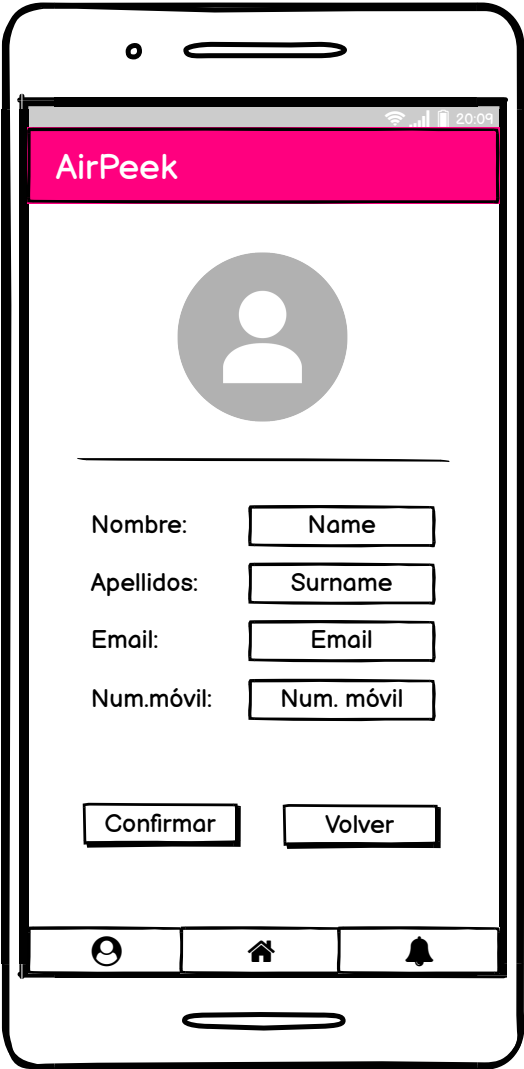 20:09
AirPeek
Nombre: Name
Apellidos: Surname
Email: Email
Num.móvil: Num. móvil
Confirmar Volver